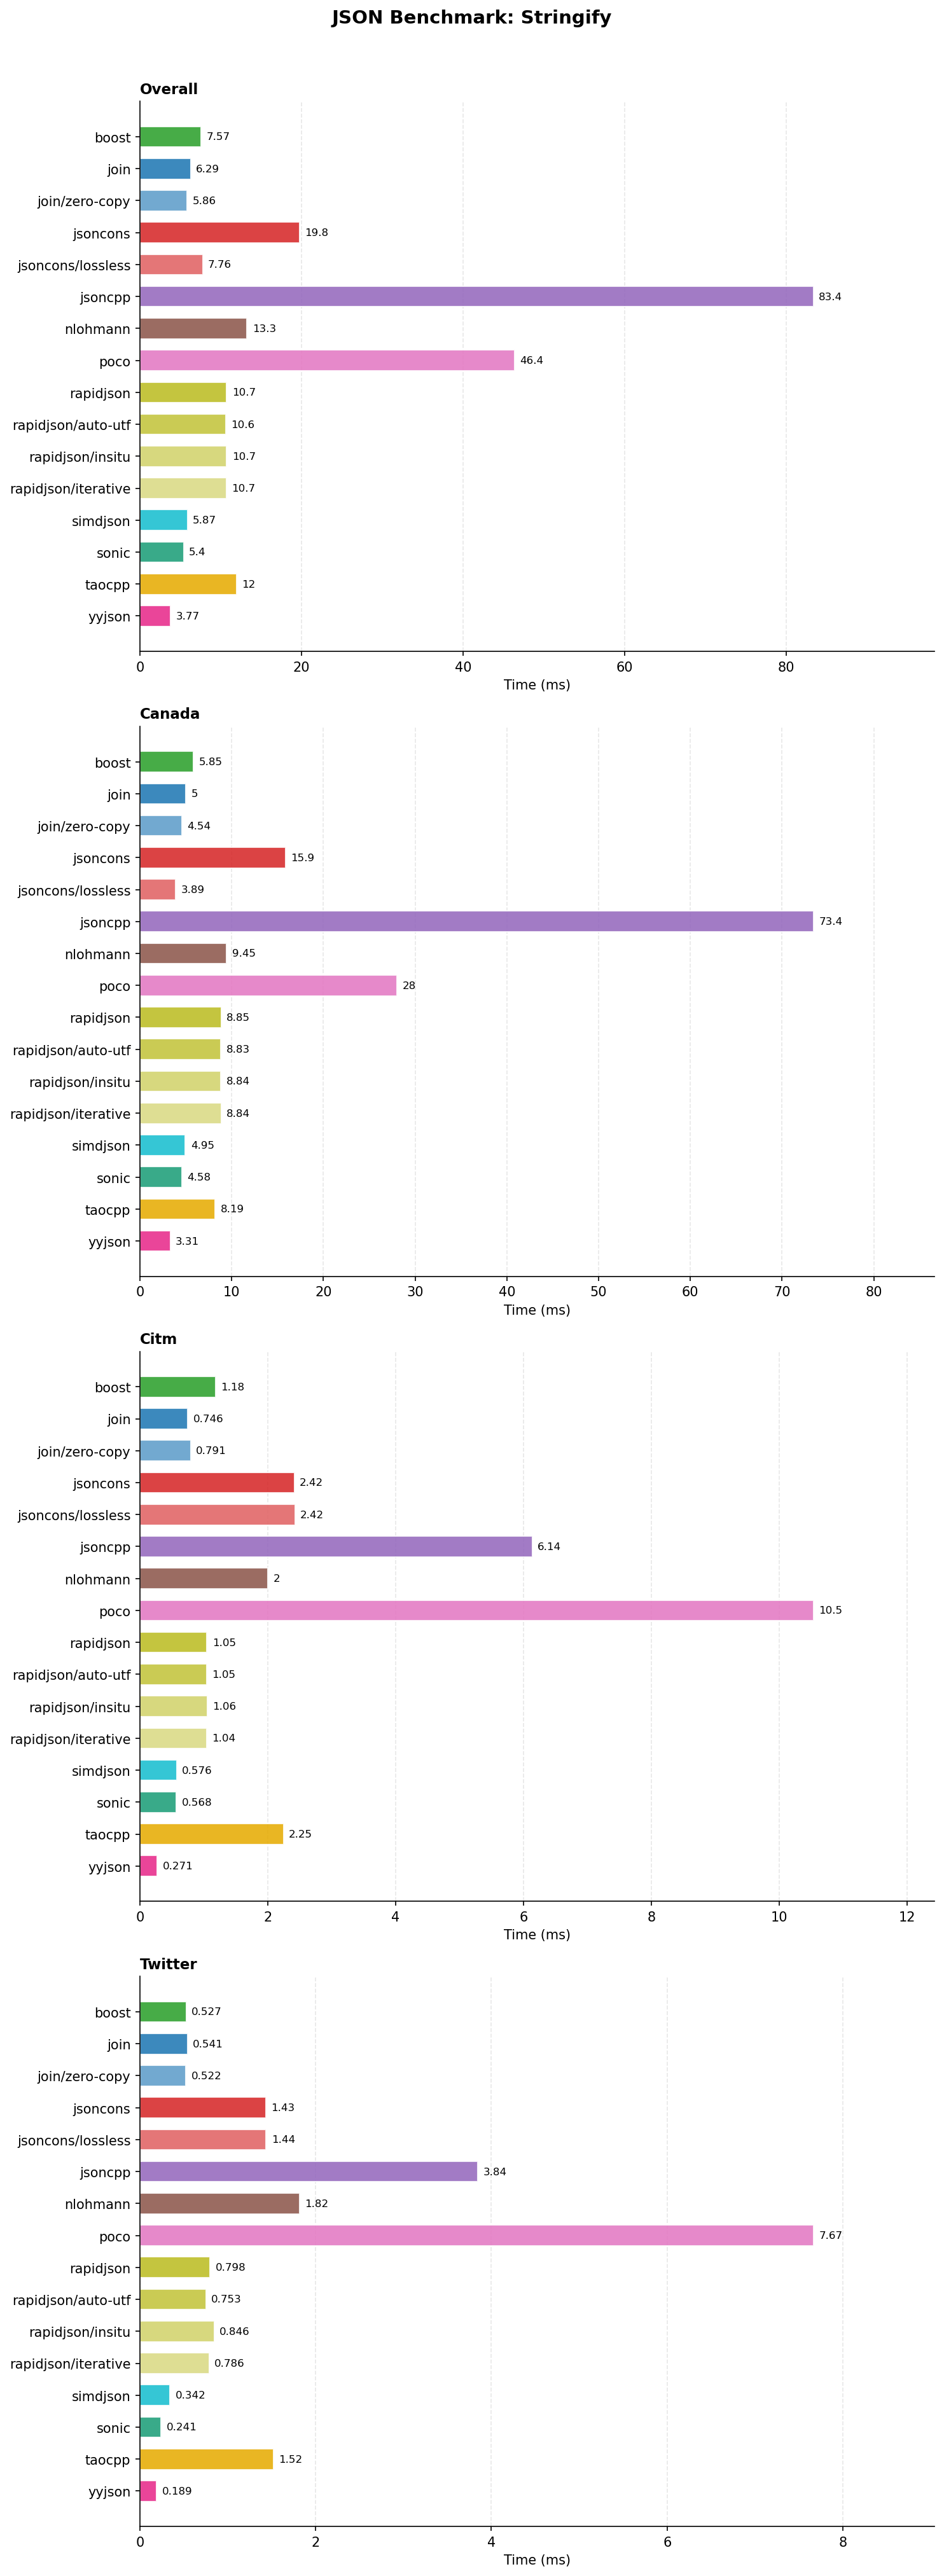 JSON Benchmark: Stringify
Overall
boost 7.57
join 6.29
join/zero-copy 5.86
jsoncons 19.8
jsoncons/lossless 7.76
jsoncpp 83.4
nlohmann 13.3
poco 46.4
rapidjson 10.7
rapidjson/auto-utf 10.6
rapidjson/insitu 10.7
rapidjson/iterative 10.7
simdjson 5.87
sonic 5.4
taocpp 12
yyjson 3.77
0 20 40 60 80
Time (ms)
Canada
boost 5.85
join 5
join/zero-copy 4.54
jsoncons 15.9
jsoncons/lossless 3.89
jsoncpp 73.4
nlohmann 9.45
poco 28
rapidjson 8.85
rapidjson/auto-utf 8.83
rapidjson/insitu 8.84
rapidjson/iterative 8.84
simdjson 4.95
sonic 4.58
taocpp 8.19
yyjson 3.31
0 10 20 30 40 50 60 70 80
Time (ms)
Citm
boost 1.18
join 0.746
join/zero-copy 0.791
jsoncons 2.42
jsoncons/lossless 2.42
jsoncpp 6.14
nlohmann 2
poco 10.5
rapidjson 1.05
rapidjson/auto-utf 1.05
rapidjson/insitu 1.06
rapidjson/iterative 1.04
simdjson 0.576
sonic 0.568
taocpp 2.25
yyjson 0.271
0 2 4 6 8 10 12
Time (ms)
Twitter
boost 0.527
join 0.541
join/zero-copy 0.522
jsoncons 1.43
jsoncons/lossless 1.44
jsoncpp 3.84
nlohmann 1.82
poco 7.67
rapidjson 0.798
rapidjson/auto-utf 0.753
rapidjson/insitu 0.846
rapidjson/iterative 0.786
simdjson 0.342
sonic 0.241
taocpp 1.52
yyjson 0.189
0 2 4 6 8
Time (ms)